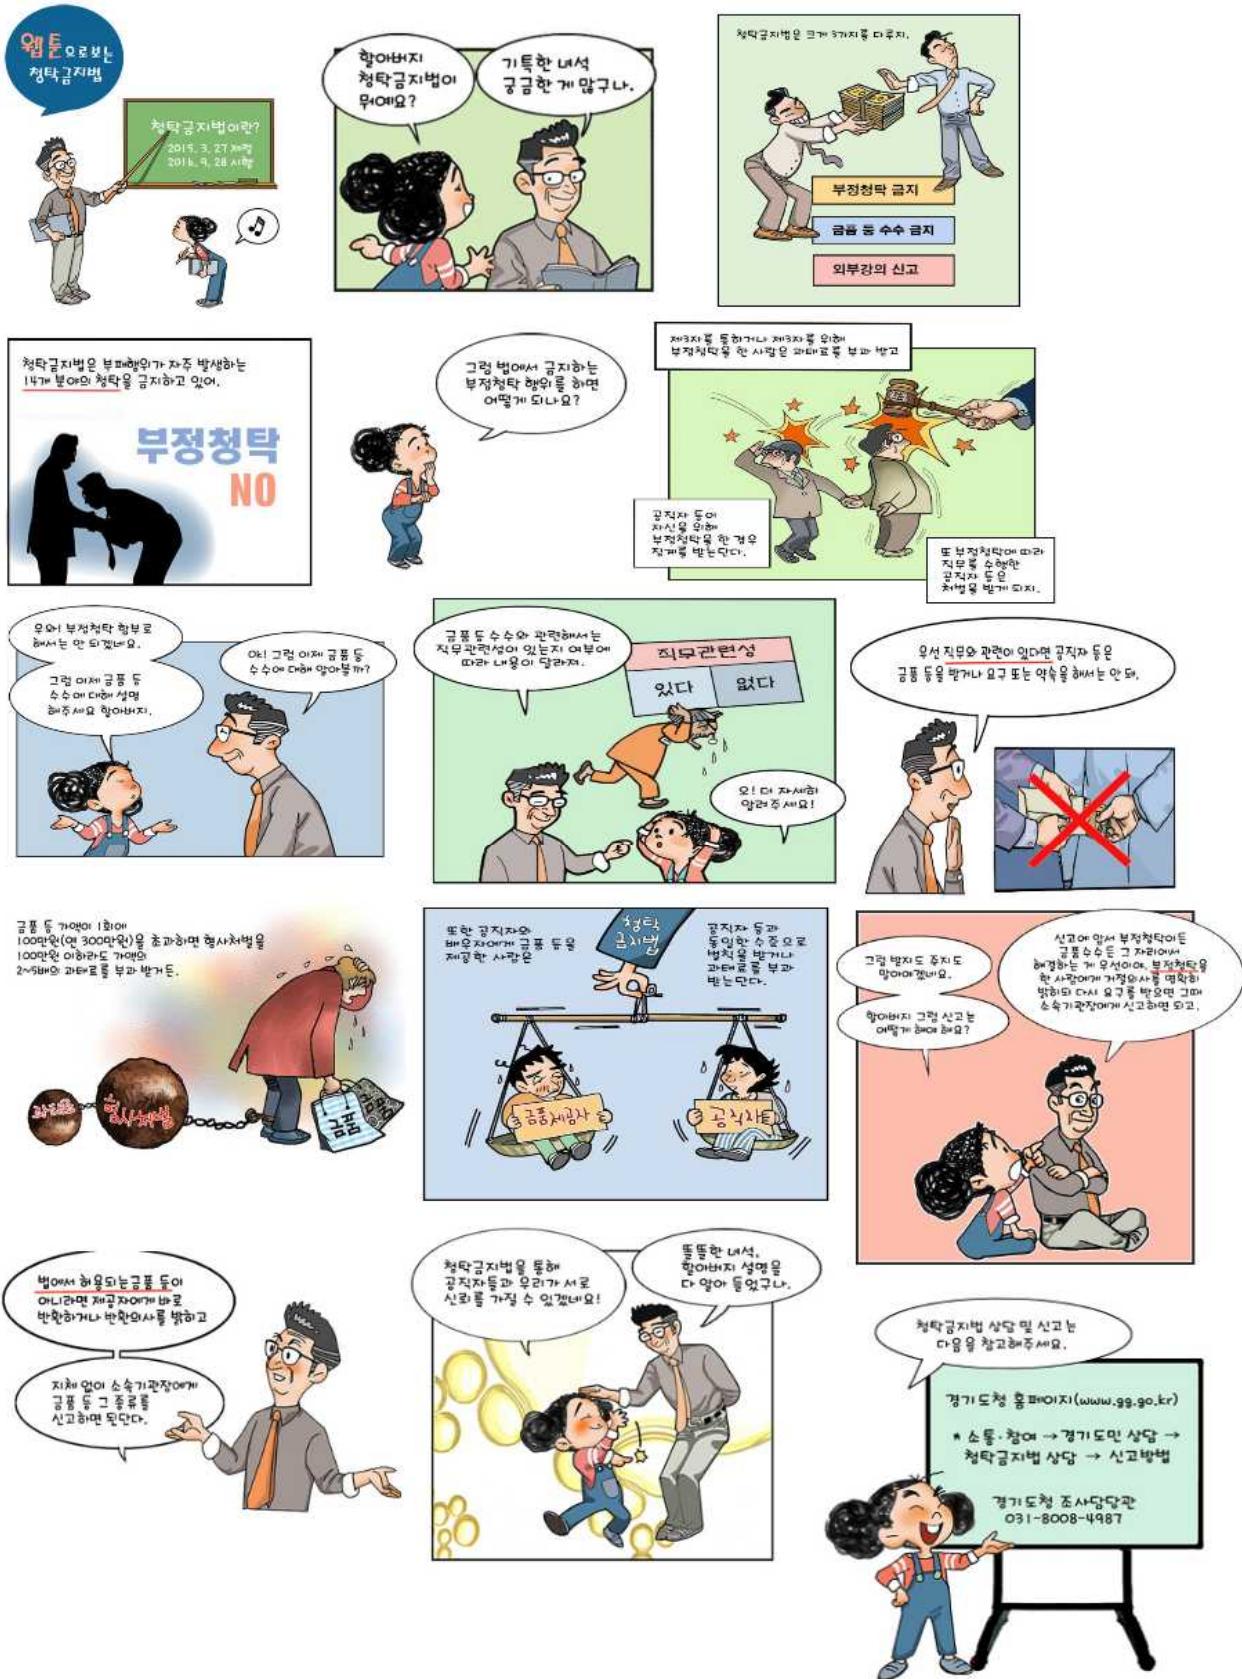 웹툰으로보는
청탁금지법
청탁금지법이란?
2015. 3. 27 제정
2016. 9. 28 시행
할아버지
청탁금지법이
뭐예요?
기특한 녀석
궁금한 게 많구나.
청탁금지법은 크게 3가지를 다루지.
부정청탁 금지
금품 등 수수 금지
외부강의 신고
청탁금지법은 부패행위가 자주 발생하는
14개 분야의 청탁을 금지하고 있어.
부정청탁
NO
그럼 법에서 금지하는
부정청탁 행위를 하면
어떻게 되나요?
제3자를 통하거나 제3자를 위해
부정청탁을 한 사람은 과태료를 부과 받고
공직자 등이
자신을 위해
부정청탁을 한 경우
징계를 받는단다.
또 부정청탁에 따라
직무를 수행한
공직자 등은
처벌을 받게 되지.
우와! 부정청탁 함부로
해서는 안 되겠네요.
그럼 이제 금품 등
수수에 대해 설명
해주세요 할아버지.
야! 그럼 이제 금품 등
수수에 대해 알아볼까?
금품 등 수수와 관련해서는
직무관련성이 있는지 여부에
따라 내용이 달라져.
직무관련성
있다
없다
오! 더 자세히
알려주세요!
우선 직무와 관련이 있다면 공직자 등은
금품 등을 받거나 요구 또는 약속을 해서는 안 돼.
금품 등 가액이 1회에
100만원(연 300만원)을 초과하면 형사처벌을
100만원 이하라도 가액의
2~5배의 과태료를 부과 받거든.
과태료
형사처벌
금품
금품
또한 공직자와
배우자에게 금품 등을
제공한 사람은
청탁
금지법
공직자 등과
동일한 수준으로
벌칙을 받거나
과태료를 부과
받는단다.
금품제공자
공직자
그럼 받지도 주지도
말아야겠네요.
할아버지 그럼 신고는
어떻게 해야 해요?
신고에 앞서 부정청탁이든
금품수수든 그 자리에서
해결하는 게 우선이야. 부정청탁을
한 사람에게 거절의사를 명확히
밝히되 다시 요구를 받으면 그때
소속기관장에게 신고하면 되고.
법에서 허용되는금품 등이
아니라면 제공자에게 바로
반환하거나 반환의사를 밝히고
지체 없이 소속기관장에게
금품 등 그 종류를
신고하면 된단다.
청탁금지법을 통해
공직자들과 우리가 서로
신뢰를 가질 수 있겠네요!
똘똘한 녀석.
할아버지 설명을
다 알아 들었구나.
청탁금지법 상담 및 신고는
다음을 참고해주세요.
경기도청 홈페이지(www.gg.go.kr)
* 소통·참여 → 경기도민 상담 →
청탁금지법 상담 → 신고방법
경기도청 조사담당관
031-8008-4987